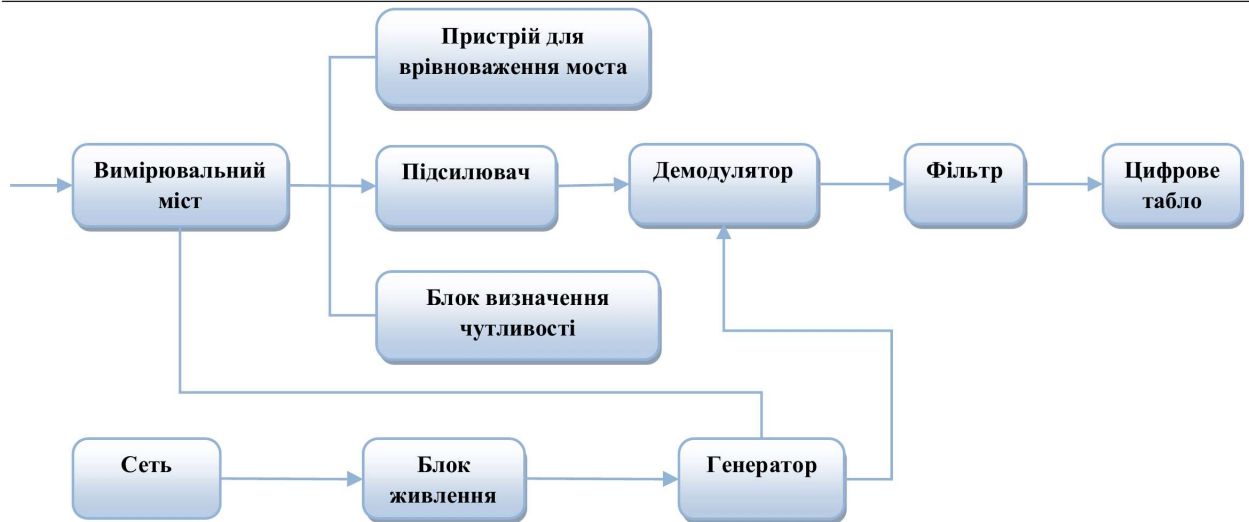 Пристрій для
врівноваження моста
Вимірювальний
міст
Підсилювач
Демодулятор
Фільтр
Цифрове
табло
Блок визначення
чутливості
Сеть
Блок
живлення
Генератор